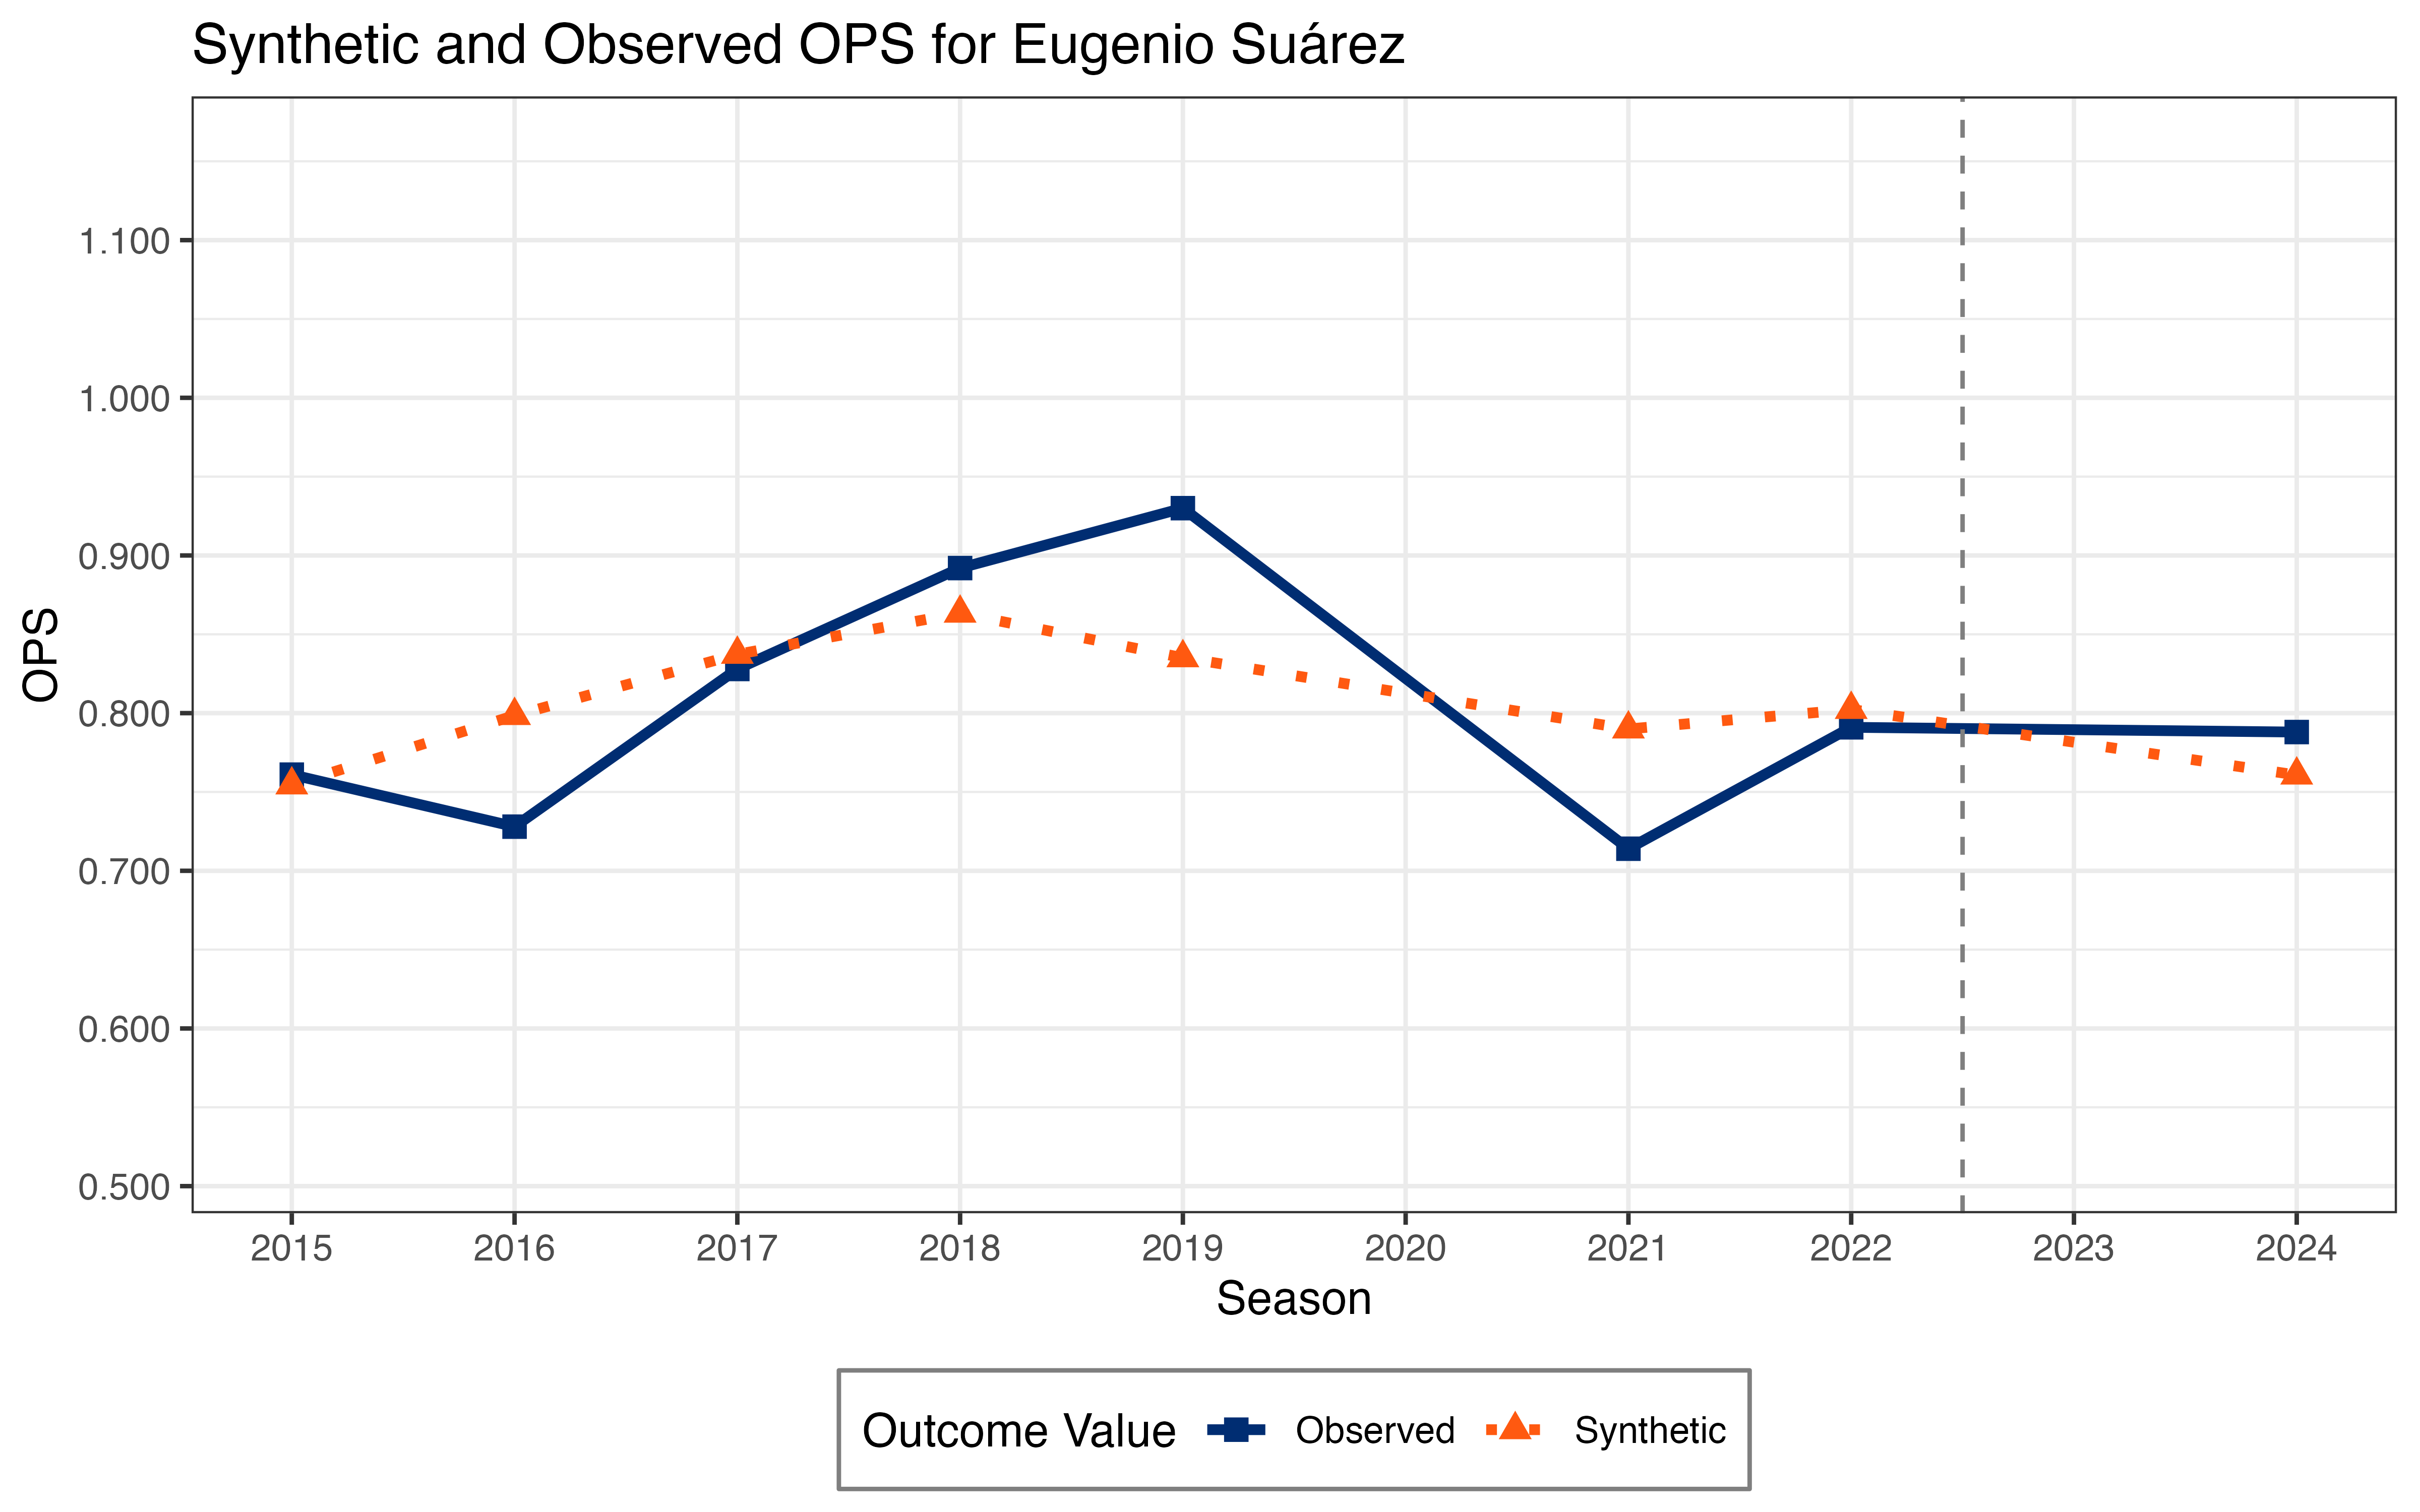 Synthetic and Observed OPS for Eugenio Suárez
OPS
1.100
1.000
0.900
0.800
0.700
0.600
0.500
2015 2016 2017 2018 2019 2020 2021 2022 2023 2024
Season
Outcome Value Observed Synthetic